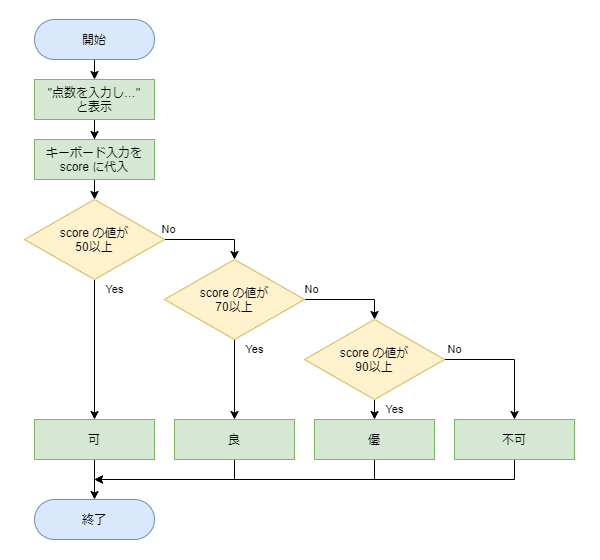 開始
"点数を入力し..."
と表示
キーボード入力を
score に代入
score の値が
50以上
No
Yes
score の値が
70以上
No
Yes
score の値が
90以上
No
Yes
可
良
優
不可
終了